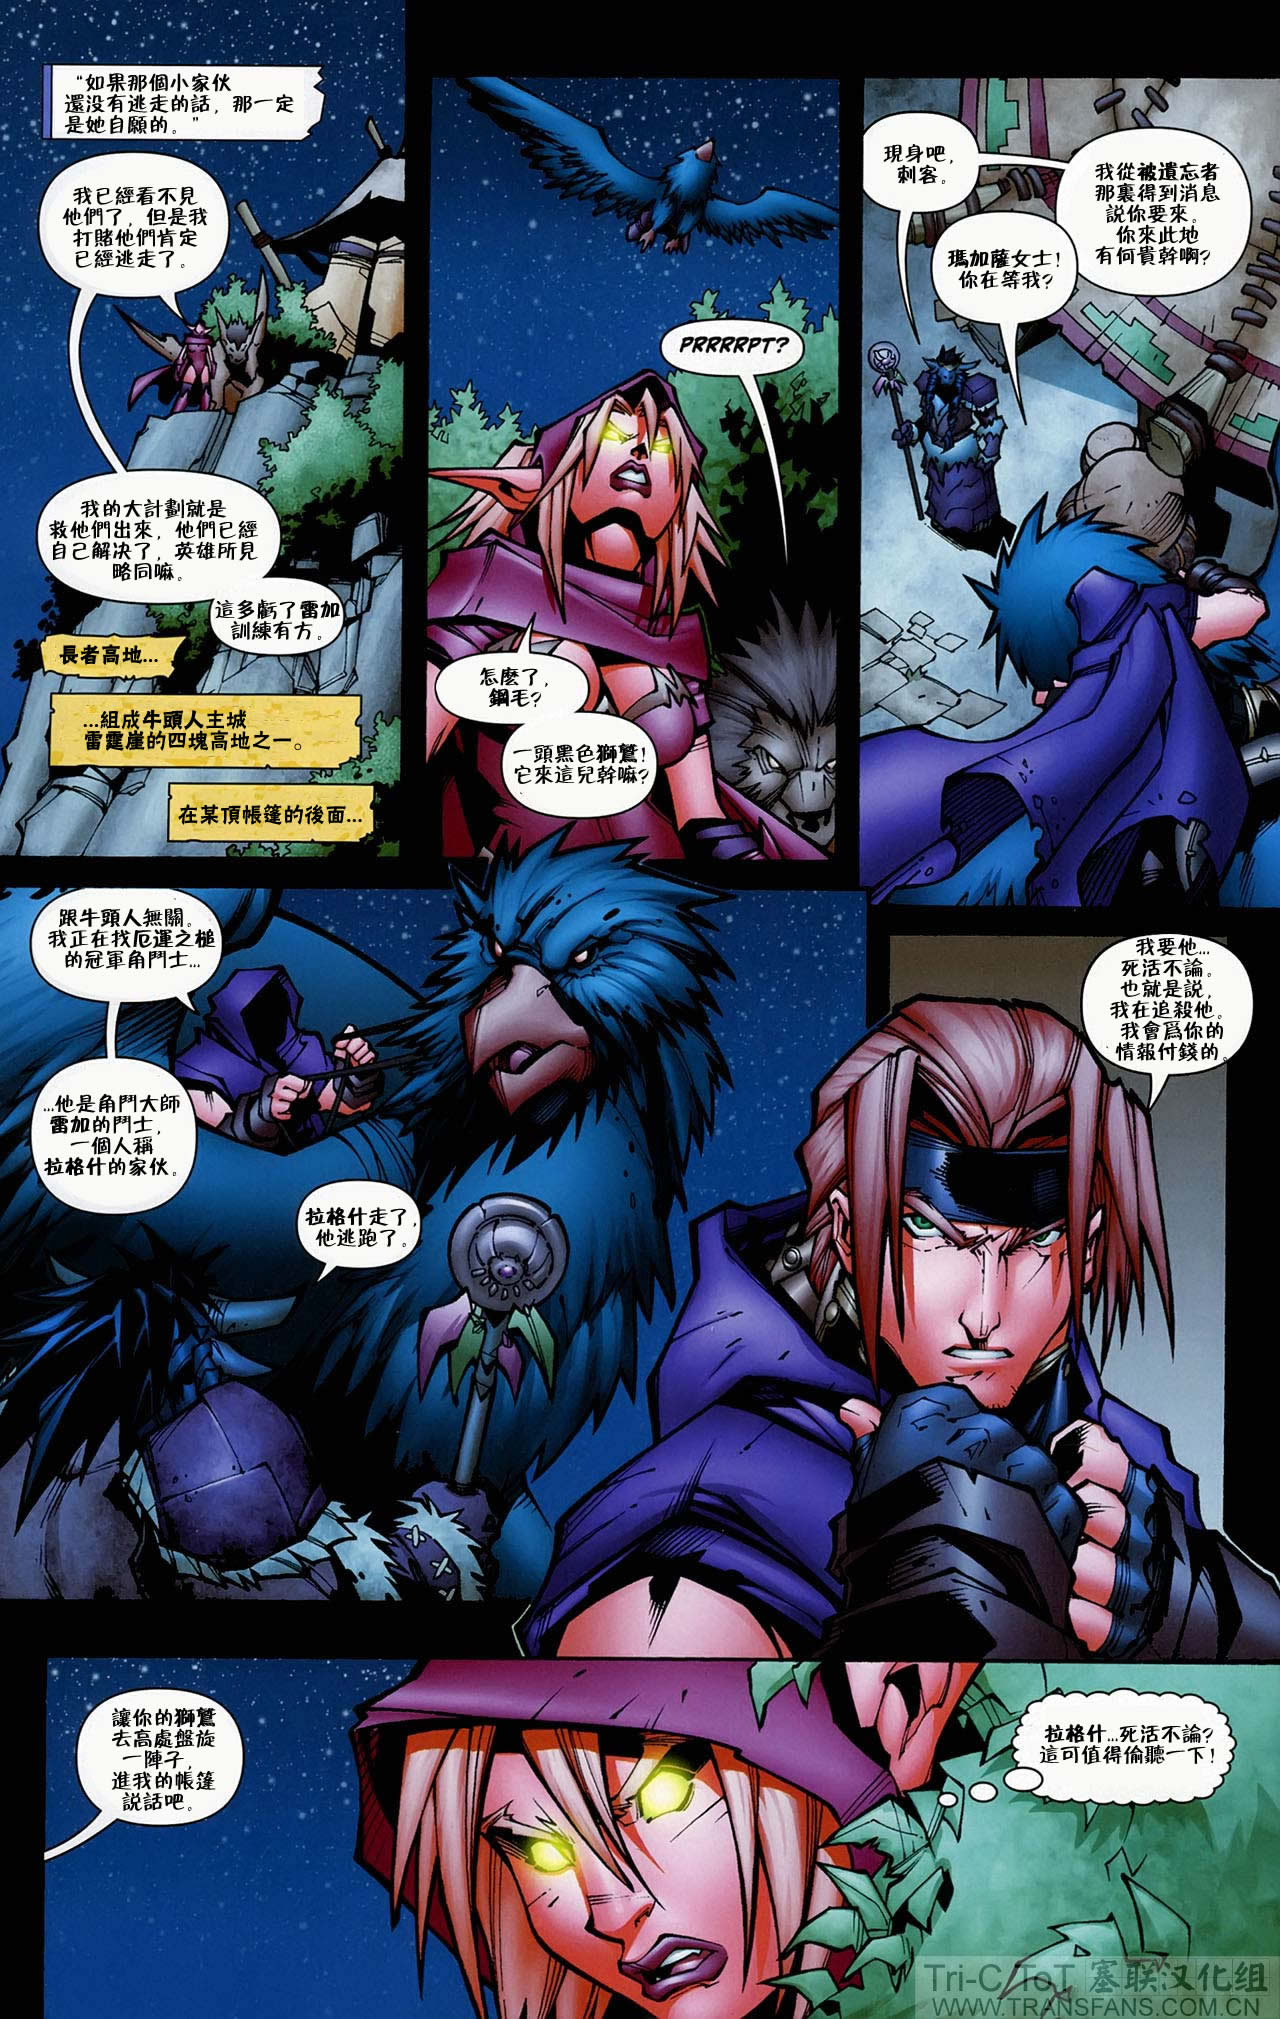 “如果那個小家伙
還没有逃走的話，那一定
是她自願的。”
我已經看不見
他們了，但是我
打賭他們肯定
已經逃走了。
我的大計劃就是
救他們出來，他們已經
自己解决了，英雄所見
略同嘛。
這多虧了雷加
訓練有方。
長者高地...
...組成牛頭人主城
雷霆崖的四塊高地之一。
在某頂帳篷的後面...
PRRRRPT?
怎麼了，
鋼毛?
一頭黑色獅鷲!
它來這兒幹嘛?
現身吧，
刺客。
瑪加薩女士!
你在等我?
我從被遺忘者
那裏得到消息
説你要來。
你來此地
有何貴幹啊?
跟牛頭人無關。
我正在找厄運之槌
的冠軍角鬥士...
...他是角鬥大師
雷加的鬥士，
一個人稱
拉格什的家伙。
拉格什走了，
他逃跑了。
我要他...
死活不論。
也就是説，
我在追殺他。
我會爲你的
情報付錢的。
讓你的獅鷲
去高處盤旋
一陣子，
進我的帳篷
説話吧。
拉格什...死活不論?
這可值得偷聽一下!
Tri-C/ToT 塞联汉化组
WWW.TRANSFANS.COM.CN